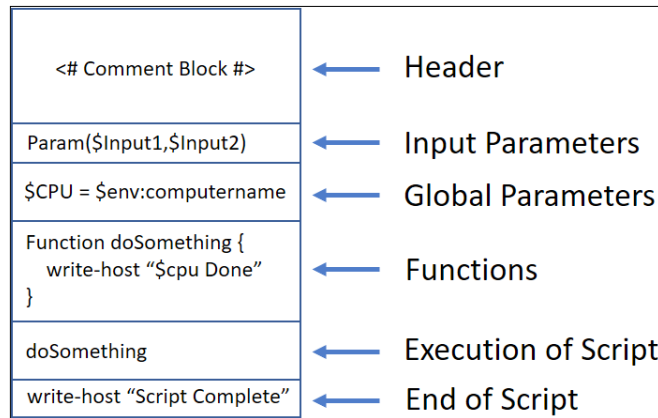 <# Comment Block #>
Header
Param($Input1,$Input2)
Input Parameters
$CPU = $env:computername
Global Parameters
Function doSomething {
write-host “$cpu Done”
}
Functions
doSomething
Execution of Script
write-host “Script Complete”
End of Script